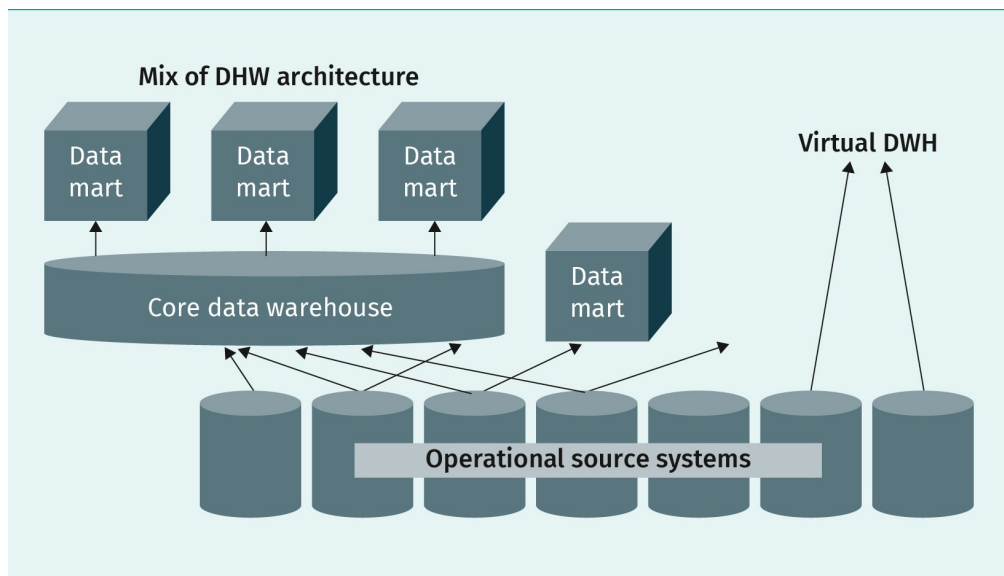 Mix of DHW architecture
Data
mart
Data
mart
Data
mart
Virtual DWH
Data
mart
Core data warehouse
Operational source systems